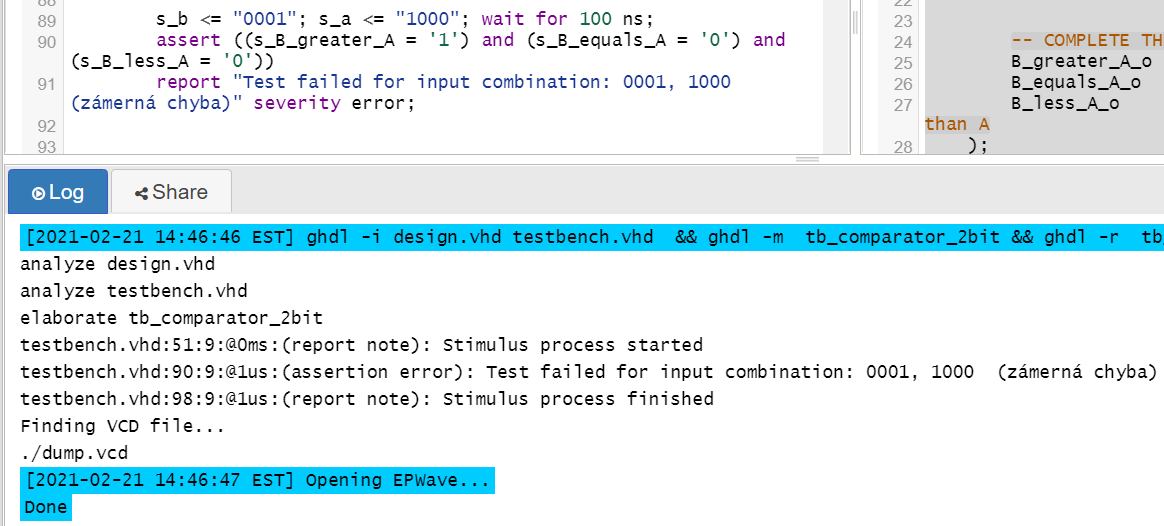 88
89 s_b <= "0001"; s_a <= "1000"; wait for 100 ns;
90 assert ((s_B_greater_A = '1') and (s_B_equals_A = '0') and
(s_B_less_A = '0'))
91 report "Test failed for input combination: 0001, 1000
(zámerná chyba)" severity error;
92
93
22
23
24 -- COMPLETE TH
25 B_greater_A_o
26 B_equals_A_o
27 B_less_A_o
than A
28 );
Log
Share
[2021-02-21 14:46:46 EST] ghdl -i design.vhd testbench.vhd && ghdl -m tb_comparator_2bit && ghdl -r tb
analyze design.vhd
analyze testbench.vhd
elaborate tb_comparator_2bit
testbench.vhd:51:9:@0ms:(report note): Stimulus process started
testbench.vhd:90:9:@1us:(assertion error): Test failed for input combination: 0001, 1000 (zámerná chyba)
testbench.vhd:98:9:@1us:(report note): Stimulus process finished
Finding VCD file...
./dump.vcd
[2021-02-21 14:46:47 EST] Opening EPWave...
Done